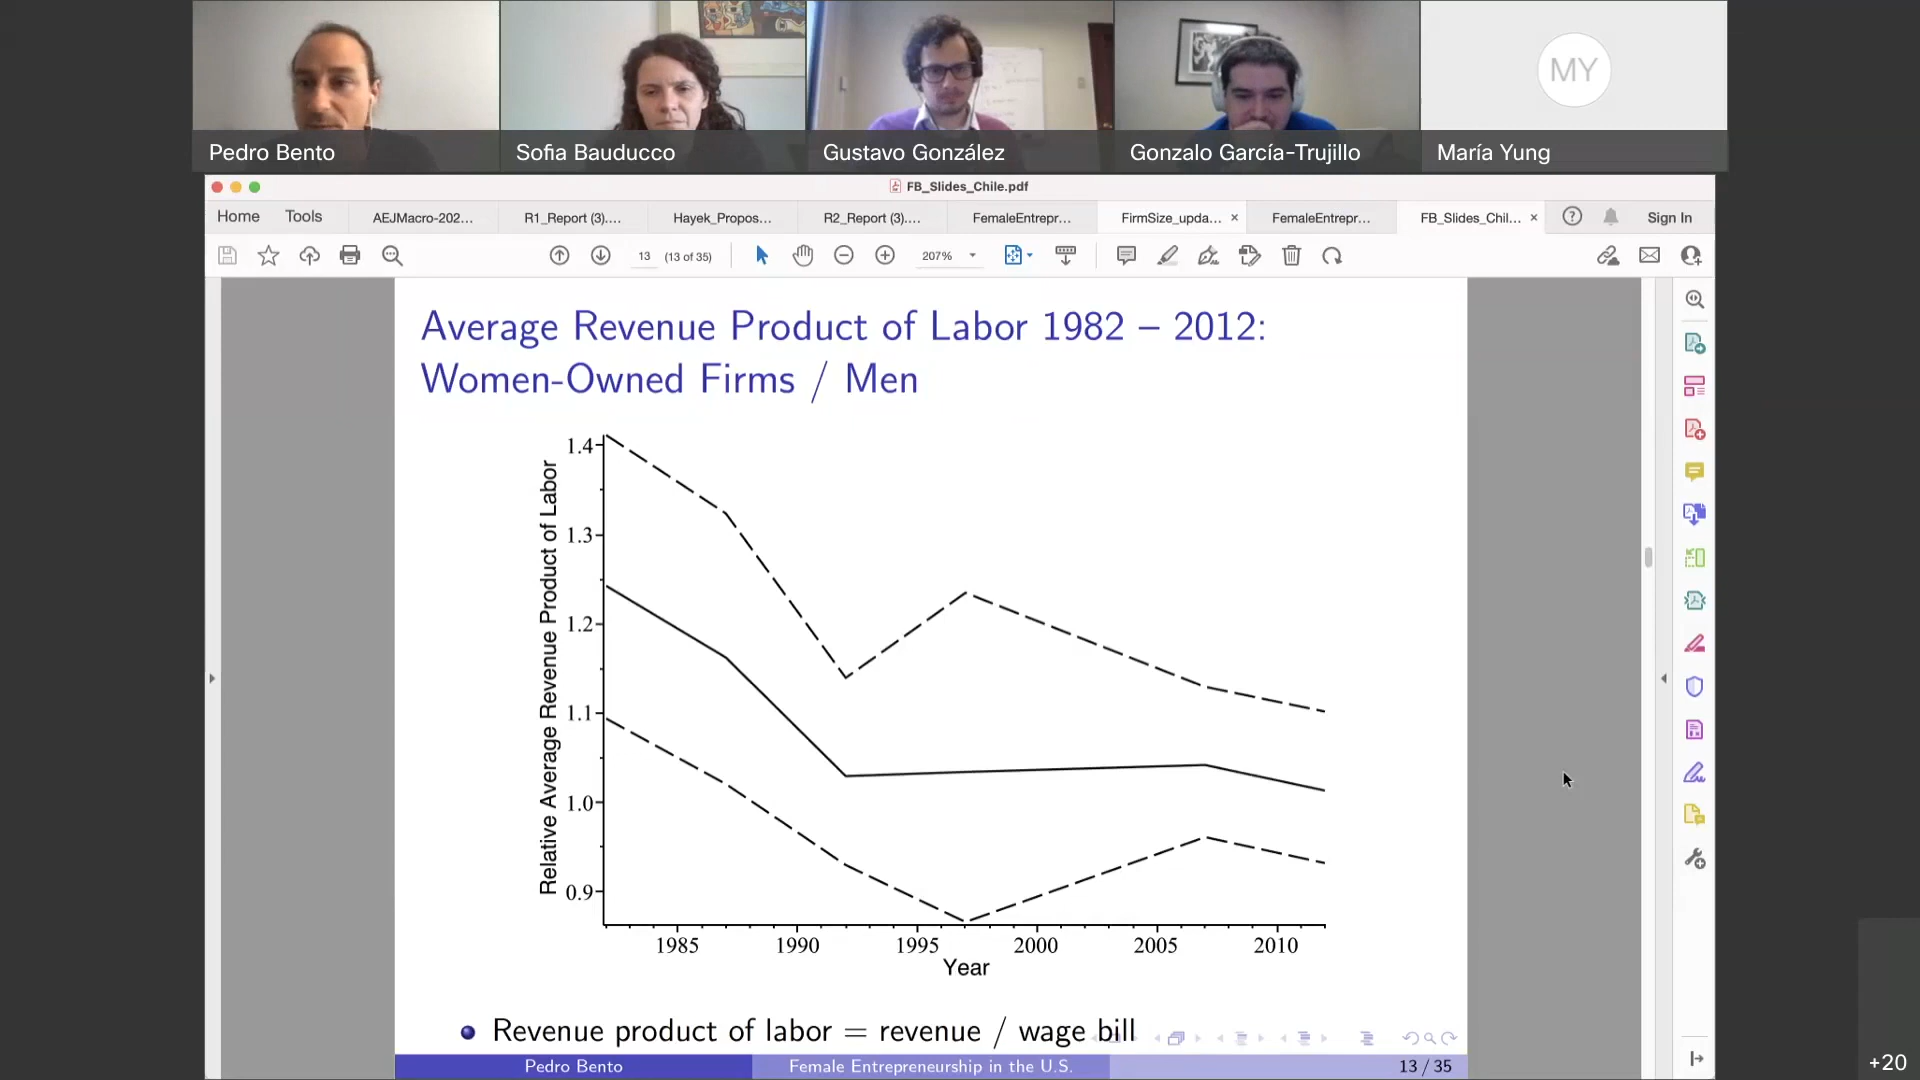 Pedro Bento
Sofia Bauducco
Gustavo González
Gonzalo García-Trujillo
MY
María Yung
FB_Slides_Chile.pdf
Home
Tools
AEJMacro-202...
R1_Report (3)....
Hayek_Propos...
R2_Report (3)....
FemaleEntrepr...
FirmSize_upda... ×
FemaleEntrepr...
FB_Slides_Chil... ×
Sign In
13 (13 of 35)
207%
Average Revenue Product of Labor 1982 – 2012:
Women-Owned Firms / Men
Relative Average Revenue Product of Labor
1.4
1.3
1.2
1.1
1.0
0.9
1985 1990 1995 2000 2005 2010
Year
Revenue product of labor = revenue / wage bill
Pedro Bento
Female Entrepreneurship in the U.S.
13 / 35
+20